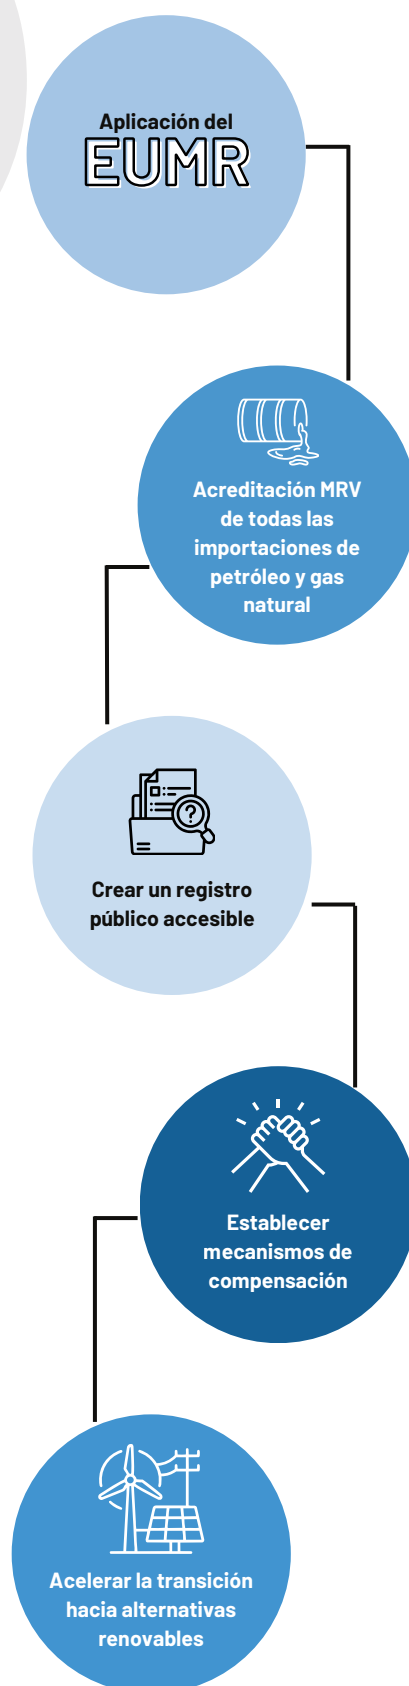 Aplicación del
EUMR
Acreditación MRV
de todas las
importaciones de
petróleo y gas
natural
?
Crear un registro
público accesible
Establecer
mecanismos de
compensación
Acelerar la transición
hacia alternativas
renovables